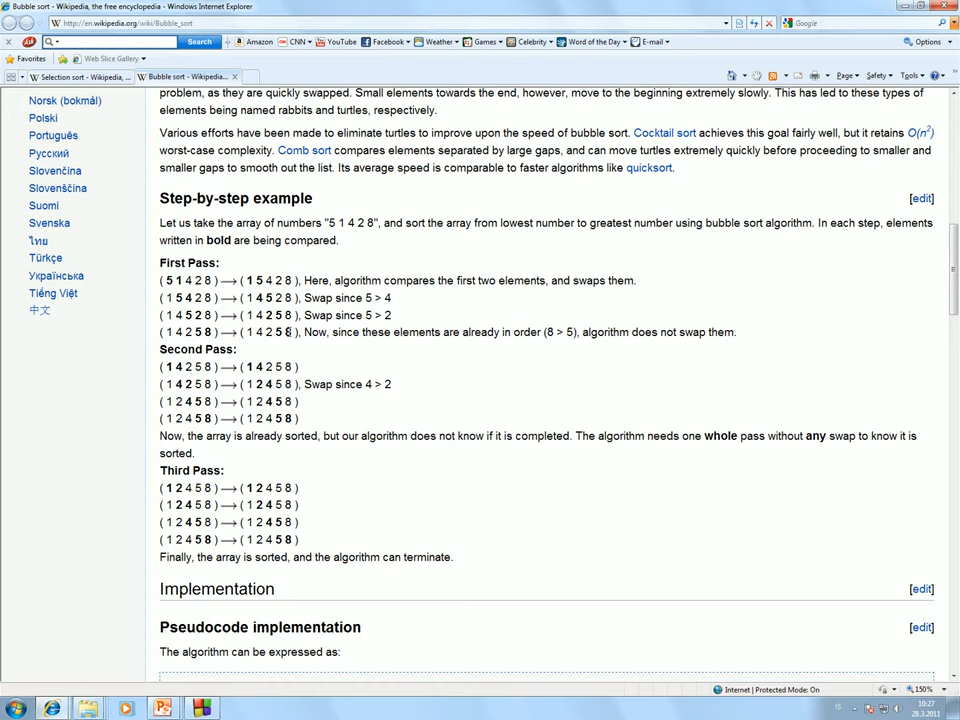 Bubble sort - Wikipedia, the free encyclopedia - Windows Internet Explorer
http://en.wikipedia.org/wiki/Bubble_sort
Google
Ask
Search
Amazon
CNN
YouTube
Facebook
Weather
Games
Celebrity
Word of the Day
E-mail
Options
Favorites
Web Slice Gallery
Selection sort - Wikipedia, ...
Bubble sort - Wikipedia...
Page
Safety
Tools
Norsk (bokmål)
Polski
Português
Русский
Slovenčina
Slovenščina
Suomi
Svenska
ไทย
Türkçe
Українська
Tiếng Việt
中文
problem, as they are quickly swapped. Small elements towards the end, however, move to the beginning extremely slowly. This has led to these types of
elements being named rabbits and turtles, respectively.
Various efforts have been made to eliminate turtles to improve upon the speed of bubble sort. Cocktail sort achieves this goal fairly well, but it retains O(n²)
worst-case complexity. Comb sort compares elements separated by large gaps, and can move turtles extremely quickly before proceeding to smaller and
smaller gaps to smooth out the list. Its average speed is comparable to faster algorithms like quicksort.
Step-by-step example [edit]
Let us take the array of numbers "5 1 4 2 8", and sort the array from lowest number to greatest number using bubble sort algorithm. In each step, elements
written in bold are being compared.
First Pass:
( 5 1 4 2 8 ) ⟶ ( 1 5 4 2 8 ), Here, algorithm compares the first two elements, and swaps them.
( 1 5 4 2 8 ) ⟶ ( 1 4 5 2 8 ), Swap since 5 > 4
( 1 4 5 2 8 ) ⟶ ( 1 4 2 5 8 ), Swap since 5 > 2
( 1 4 2 5 8 ) ⟶ ( 1 4 2 5 8 ), Now, since these elements are already in order (8 > 5), algorithm does not swap them.
Second Pass:
( 1 4 2 5 8 ) ⟶ ( 1 4 2 5 8 )
( 1 4 2 5 8 ) ⟶ ( 1 2 4 5 8 ), Swap since 4 > 2
( 1 2 4 5 8 ) ⟶ ( 1 2 4 5 8 )
( 1 2 4 5 8 ) ⟶ ( 1 2 4 5 8 )
Now, the array is already sorted, but our algorithm does not know if it is completed. The algorithm needs one whole pass without any swap to know it is
sorted.
Third Pass:
( 1 2 4 5 8 ) ⟶ ( 1 2 4 5 8 )
( 1 2 4 5 8 ) ⟶ ( 1 2 4 5 8 )
( 1 2 4 5 8 ) ⟶ ( 1 2 4 5 8 )
( 1 2 4 5 8 ) ⟶ ( 1 2 4 5 8 )
Finally, the array is sorted, and the algorithm can terminate.
Implementation [edit]
Pseudocode implementation [edit]
The algorithm can be expressed as:
Internet | Protected Mode: On
150%
IS
10:27
28.3.2011